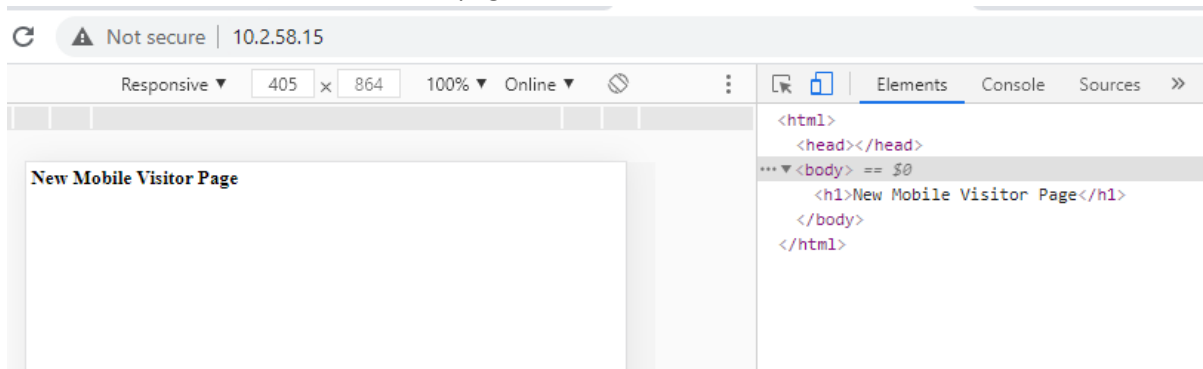 Not secure | 10.2.58.15
Responsive ▼ 405 × 864 100% ▼ Online ▼
Elements Console Sources »
New Mobile Visitor Page
<html>
<head></head>
··· ▼<body> == $0
<h1>New Mobile Visitor Page</h1>
</body>
</html>